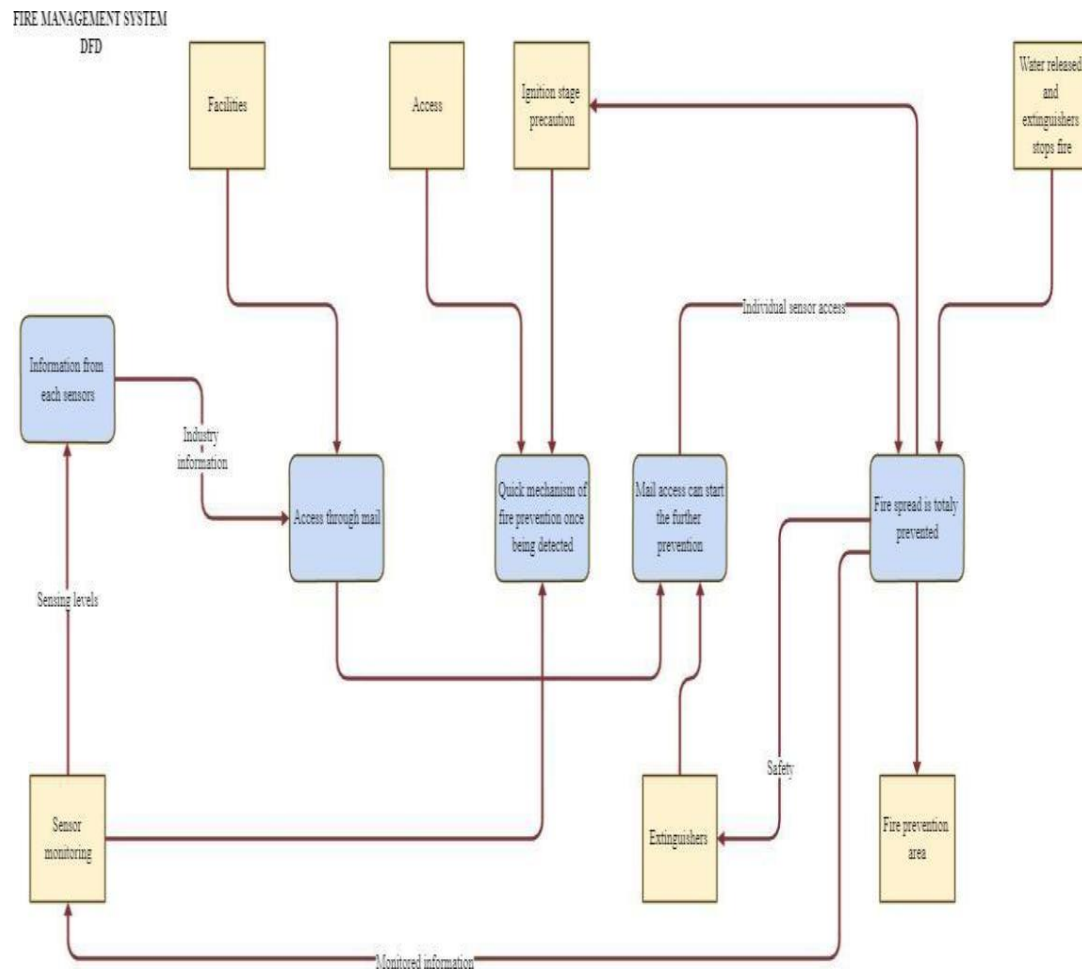 FIRE MANAGEMENT SYSTEM
DFD
Facilities
Access
Ignition stage
precaution
Water released
and
extinguishers
stops fire
Individual sensor access
Information from
each sensors
Industry
information
Access through mail
Quick mechanism of
fire prevention once
being detected
Mail access can start
the further
prevention
Fire spread is totaly
prevented
Sensing levels
Safety
Sensor
monitoring
Extinguishers
Fire prevention
area
Monitored information